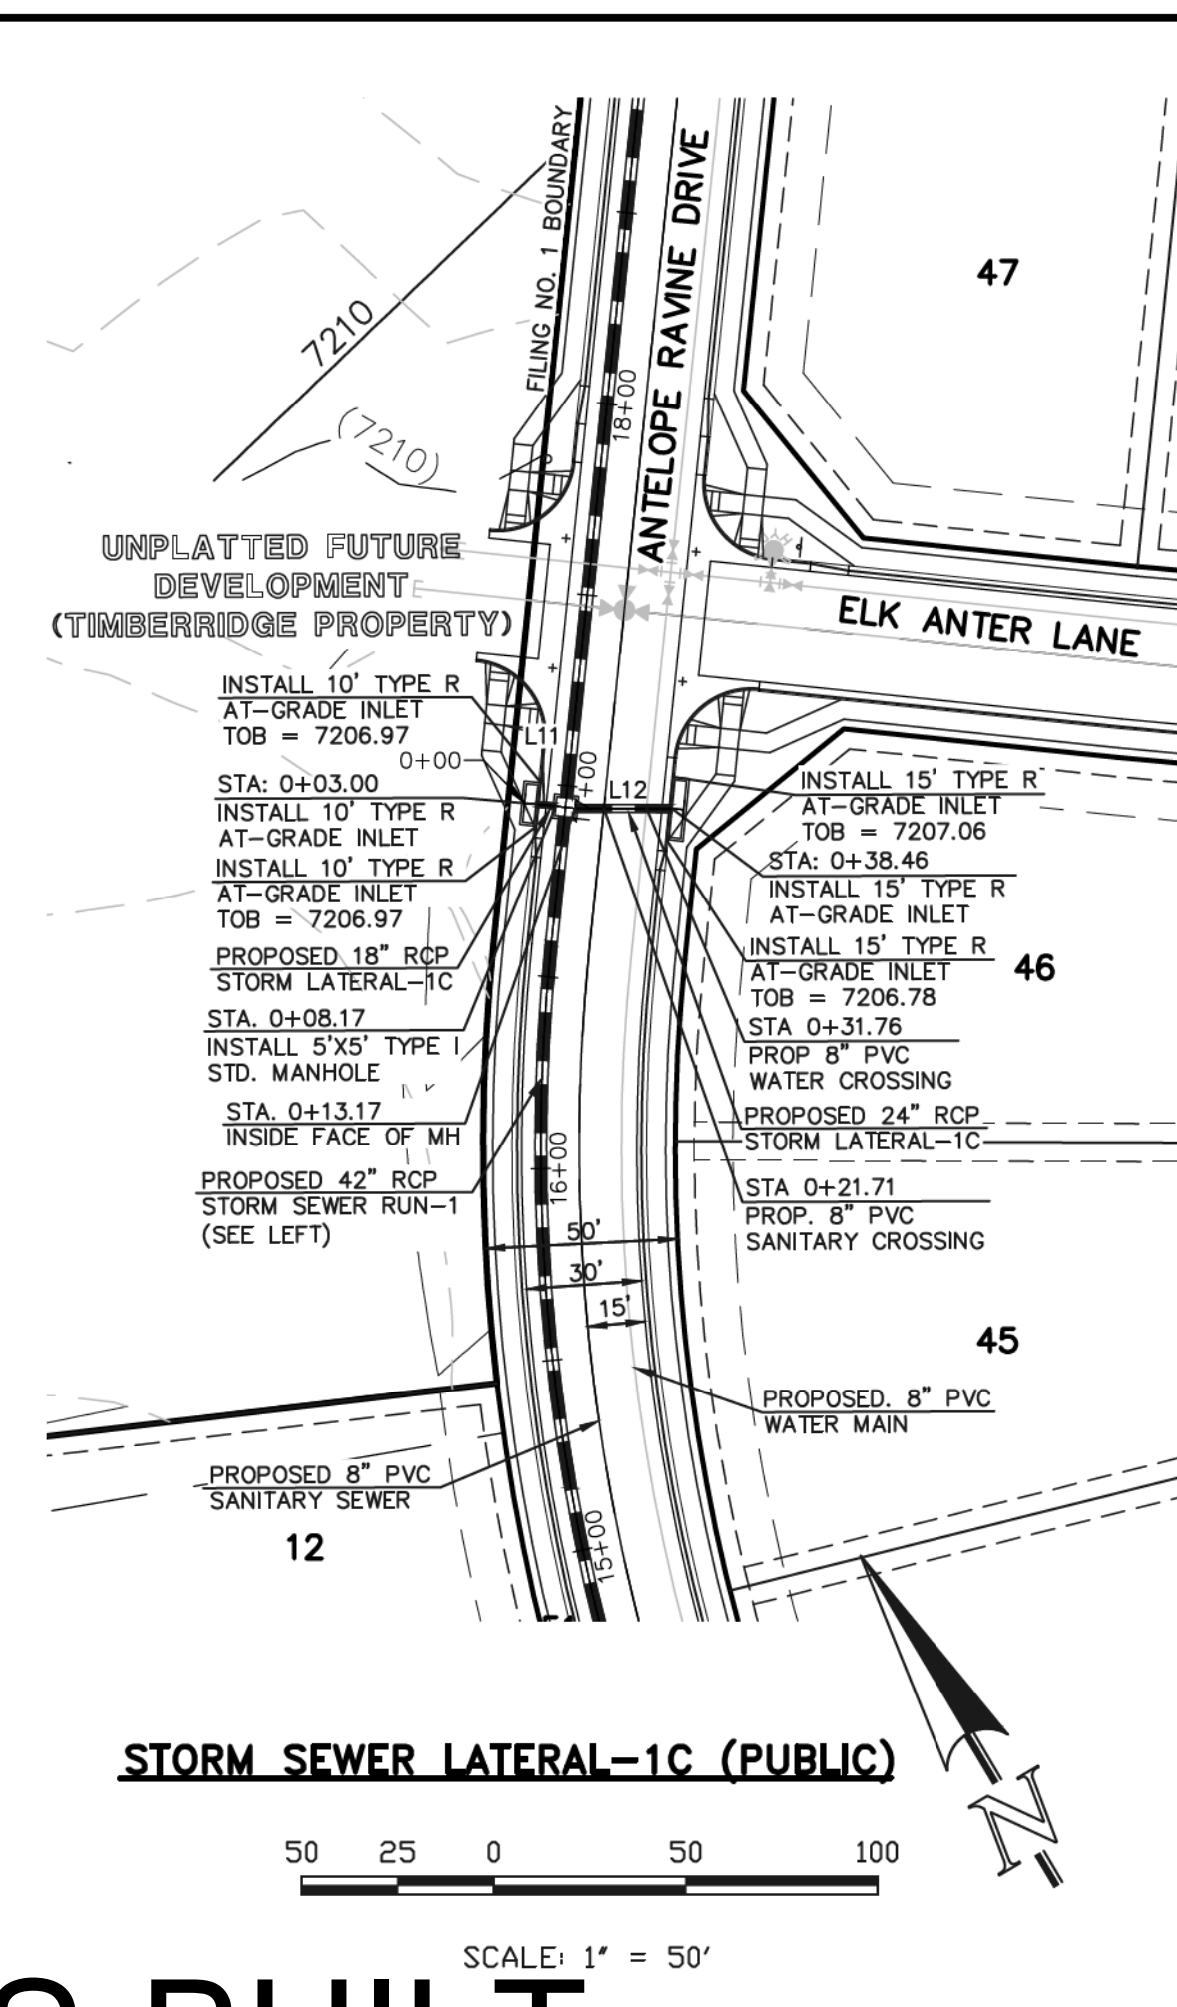 FILING NO. 1 BOUNDARY
ANTELOPE RAVINE DRIVE
47
7210
(7210)
18+00
UNPLATTED FUTURE
DEVELOPMENT
(TIMBERRIDGE PROPERTY)
ELK ANTER LANE
INSTALL 10' TYPE R
AT-GRADE INLET
TOB = 7206.97
L11
0+00
+00
L12
STA: 0+03.00
INSTALL 10' TYPE R
AT-GRADE INLET
INSTALL 10' TYPE R
AT-GRADE INLET
TOB = 7206.97
PROPOSED 18" RCP
STORM LATERAL-1C
STA. 0+08.17
INSTALL 5'X5' TYPE I
STD. MANHOLE
STA. 0+13.17
INSIDE FACE OF MH
PROPOSED 42" RCP
STORM SEWER RUN-1
(SEE LEFT)
INSTALL 15' TYPE R
AT-GRADE INLET
TOB = 7207.06
STA: 0+38.46
INSTALL 15' TYPE R
AT-GRADE INLET
INSTALL 15' TYPE R
AT-GRADE INLET
TOB = 7206.78
46
STA 0+31.76
PROP 8" PVC
WATER CROSSING
PROPOSED 24" RCP
STORM LATERAL-1C
STA 0+21.71
PROP. 8" PVC
SANITARY CROSSING
16+00
50'
30'
15'
45
PROPOSED. 8" PVC
WATER MAIN
PROPOSED 8" PVC
SANITARY SEWER
12
15+00
STORM SEWER LATERAL-1C (PUBLIC)
N
50 25 0 50 100
SCALE: 1" = 50'